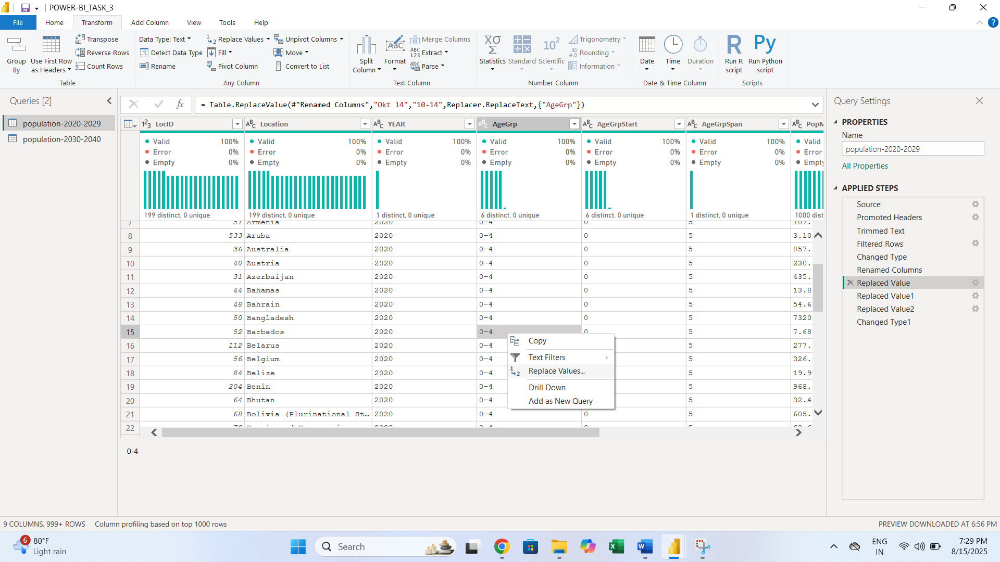 POWER-BI_TASK_3
File Home Transform Add Column View Tools Help
Group By
Use First Row as Headers
Transpose
Reverse Rows
Count Rows
Table
Data Type: Text
Detect Data Type
Rename
Replace Values
Fill
Pivot Column
Unpivot Columns
Move
Convert to List
Any Column
Split Column
Format
Merge Columns
Extract
Parse
Text Column
Statistics
Standard
Scientific
Trigonometry
Rounding
Information
Number Column
Date
Time
Duration
Date & Time Column
Run R script
Run Python script
Scripts
Queries [2]
population-2020-2029
population-2030-2040
= Table.ReplaceValue(#"Renamed Columns","Okt 14","10-14",Replacer.ReplaceText,{"AgeGrp"})
LocID Location YEAR AgeGrp AgeGrpStart AgeGrpSpan PopM
Valid 100% Valid 100% Valid 100% Valid 100% Valid 100% Valid 100% Valid
Error 0% Error 0% Error 0% Error 0% Error 0% Error 0% Error
Empty 0% Empty 0% Empty 0% Empty 0% Empty 0% Empty 0% Empty
199 distinct, 0 unique 199 distinct, 0 unique 1 distinct, 0 unique 6 distinct, 0 unique 6 distinct, 0 unique 1 distinct, 0 unique 1000 dist
7 51 Armenia 2020 0-4 0 5 107.
8 533 Aruba 2020 0-4 0 5 3.10
9 36 Australia 2020 0-4 0 5 857.
10 40 Austria 2020 0-4 0 5 230.
11 31 Azerbaijan 2020 0-4 0 5 435.
12 44 Bahamas 2020 0-4 0 5 13.8
13 48 Bahrain 2020 0-4 0 5 54.6
14 50 Bangladesh 2020 0-4 0 5 7320
15 52 Barbados 2020 0-4 0 5 7.68
16 112 Belarus 2020 0-4 5 277.
17 56 Belgium 2020 0-4 5 326.
18 84 Belize 2020 0-4 5 19.9
19 204 Benin 2020 0-4 5 968.
20 64 Bhutan 2020 0-4 5 32.4
21 68 Bolivia (Plurinational St... 2020 0-4 0 5 605.
22
Copy
Text Filters
Replace Values...
Drill Down
Add as New Query
0-4
Query Settings
PROPERTIES
Name
population-2020-2029
All Properties
APPLIED STEPS
Source
Promoted Headers
Trimmed Text
Filtered Rows
Changed Type
Renamed Columns
Replaced Value
Replaced Value1
Replaced Value2
Changed Type1
9 COLUMNS, 999+ ROWS Column profiling based on top 1000 rows PREVIEW DOWNLOADED AT 6:56 PM
6 80°F
Light rain
Search
ENG
IN
7:29 PM
8/15/2025